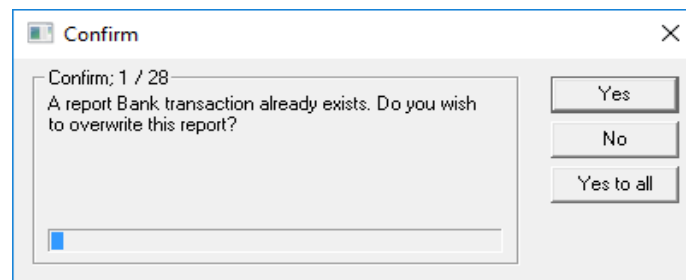 Confirm
Confirm; 1 / 28
A report Bank transaction already exists. Do you wish
to overwrite this report?
Yes
No
Yes to all